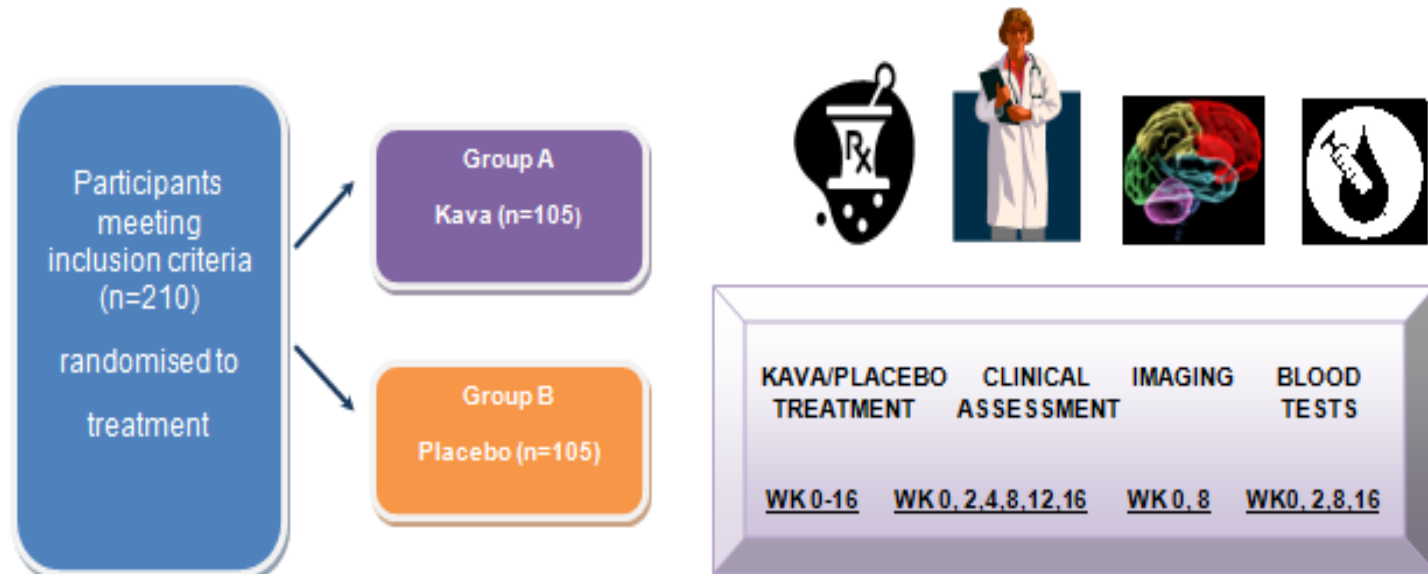 Participants
meeting
inclusion criteria
(n=210)
randomised to
treatment
Group A
Kava (n=105)
Group B
Placebo (n=105)
Rx
KAVA/PLACEBO
TREATMENT
CLINICAL
ASSESSMENT
IMAGING
BLOOD
TESTS
WK 0-16
WK 0, 2,4,8,12,16
WK 0, 8
WK0, 2,8,16